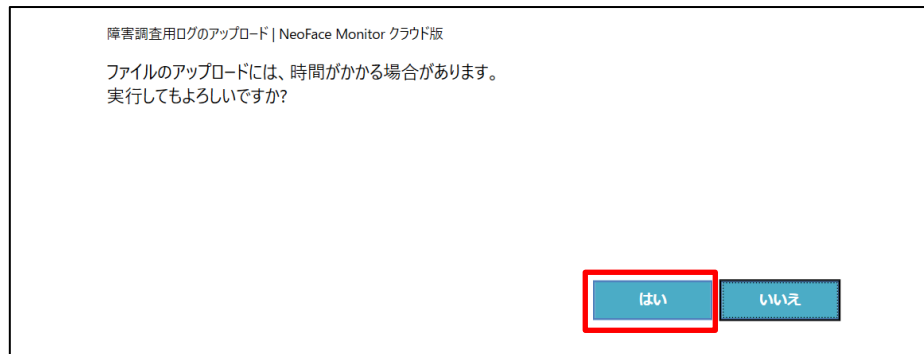 障害調査用ログのアップロード | NeoFace Monitor クラウド版
ファイルのアップロードには、時間がかかる場合があります。
実行してもよろしいですか?
はい
いいえ